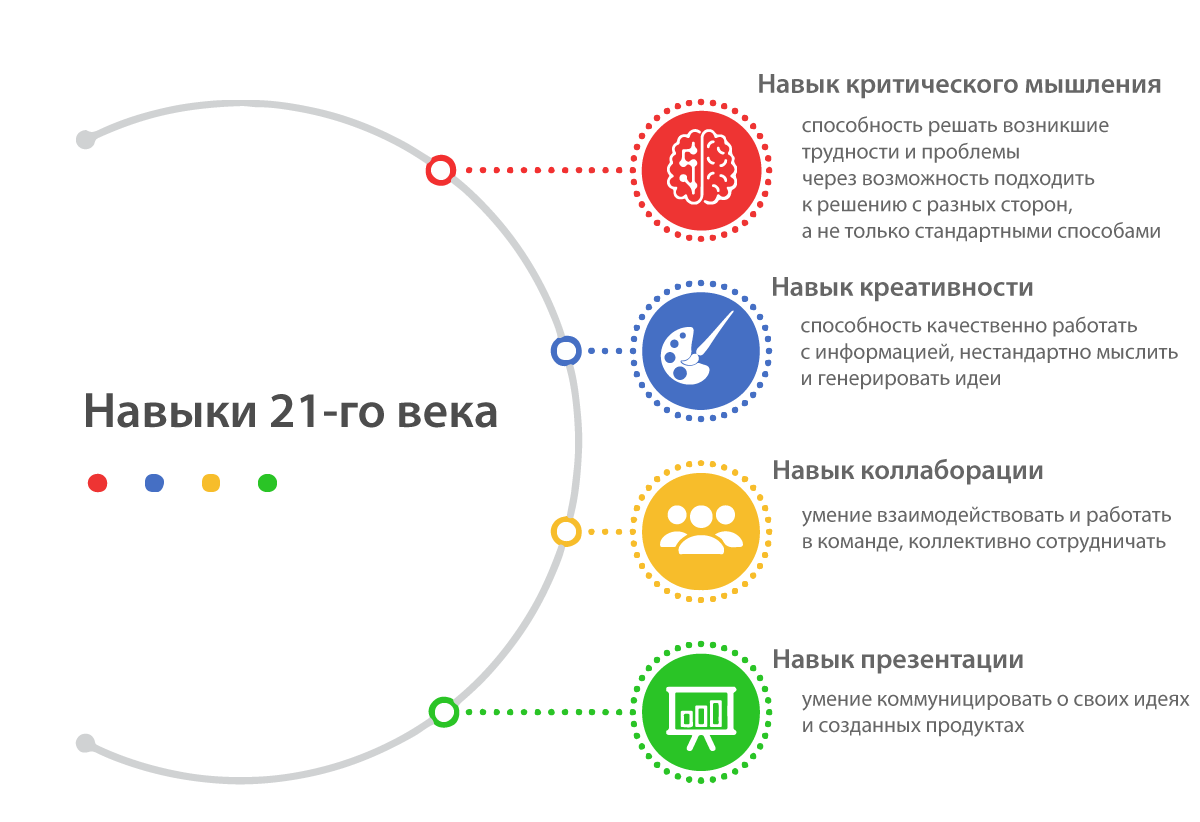 Навыки 21-го века
Навык критического мышления
способность решать возникшие
трудности и проблемы
через возможность подходить
к решению с разных сторон,
а не только стандартными способами
Навык креативности
способность качественно работать
с информацией, нестандартно мыслить
и генерировать идеи
Навык коллаборации
умение взаимодействовать и работать
в команде, коллективно сотрудничать
Навык презентации
умение коммуницировать о своих идеях
и созданных продуктах